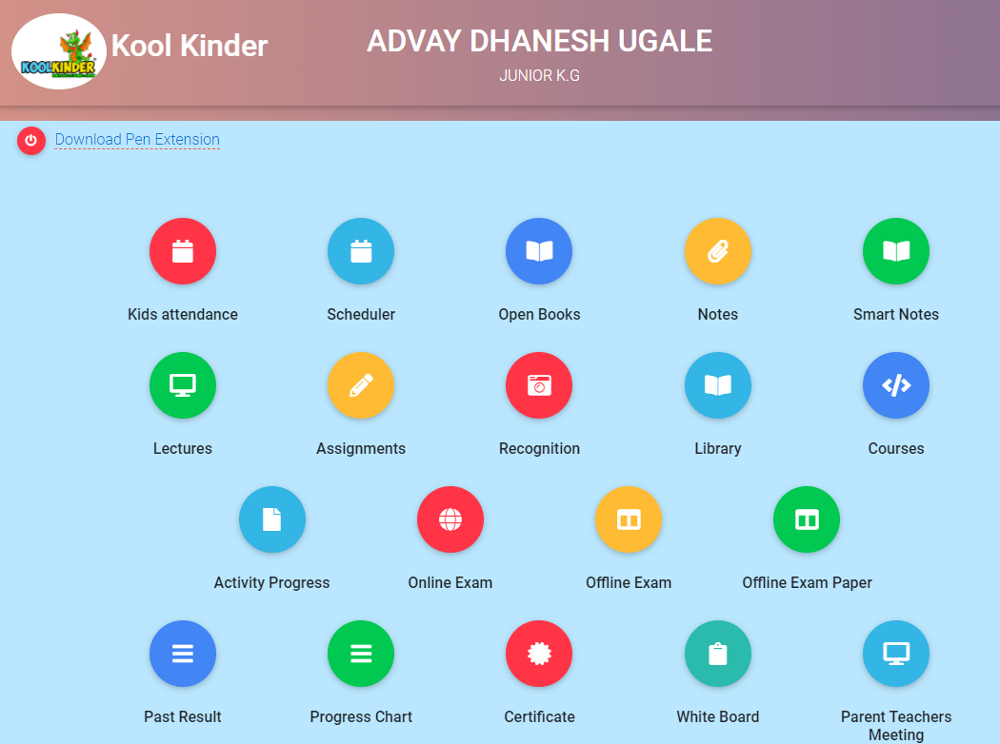 KOOLKINDER
Kool Kinder
ADVAY DHANESH UGALE
JUNIOR K.G
Download Pen Extension
Kids attendance
Scheduler
Open Books
Notes
Smart Notes
Lectures
Assignments
Recognition
Library
Courses
Activity Progress
Online Exam
Offline Exam
Offline Exam Paper
Past Result
Progress Chart
Certificate
White Board
Parent Teachers
Meeting